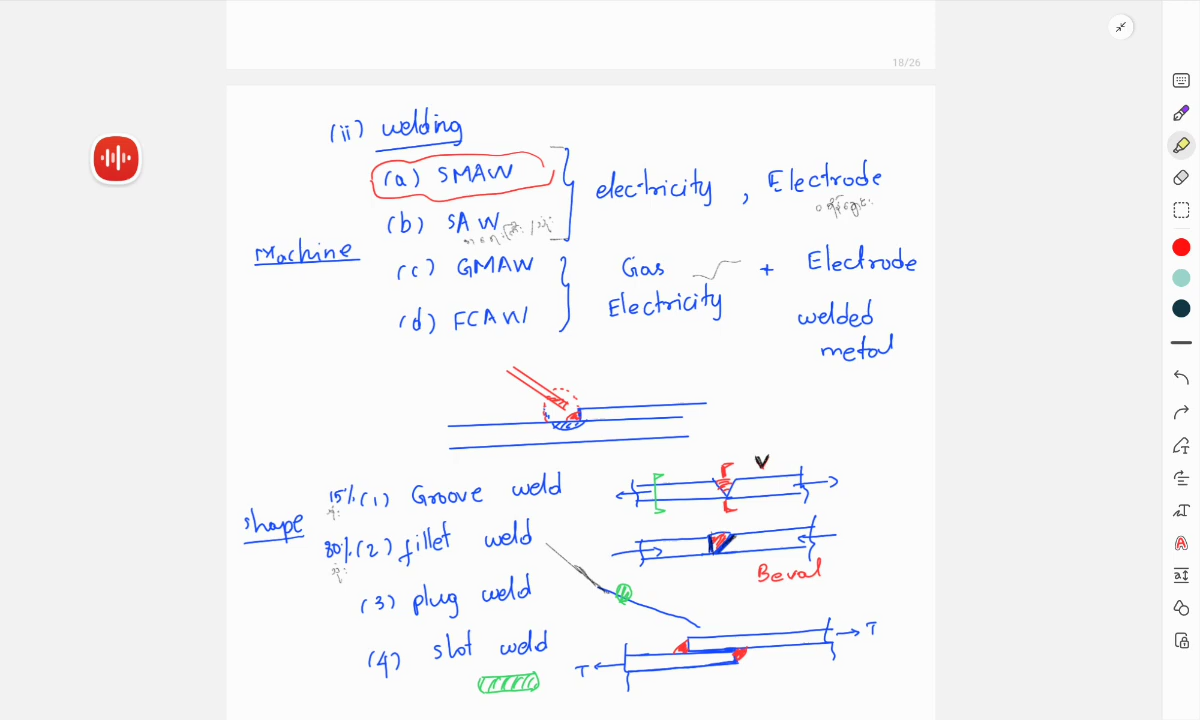 18/26
(ii) welding
(a) SMAW
electricity, Electrode
(b) SAW
Machine
(c) GMAW
Gas + Electrode
(d) FCAW
Electricity
welded
metal
V
15% (1) Groove weld
shape
80% (2) fillet weld
Beval
(3) plug weld
T
(4) slot weld
T